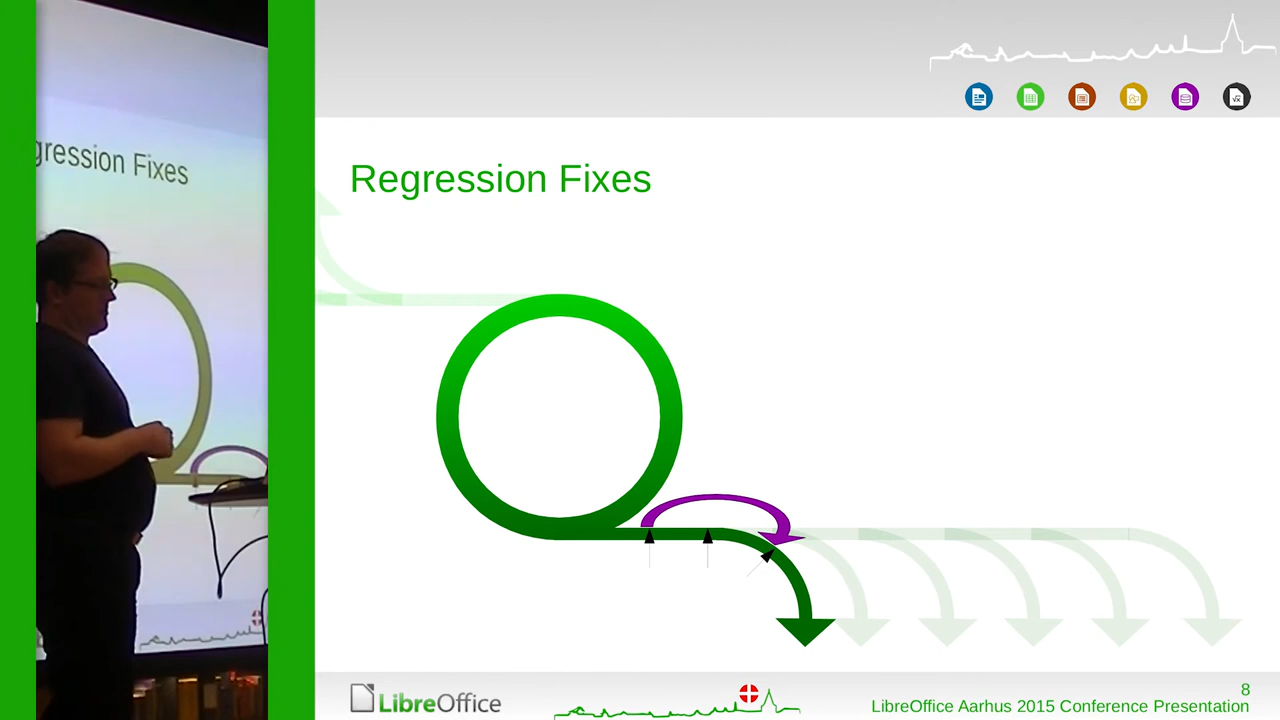 gression Fixes
Regression Fixes
LibreOffice
8
LibreOffice Aarhus 2015 Conference Presentation